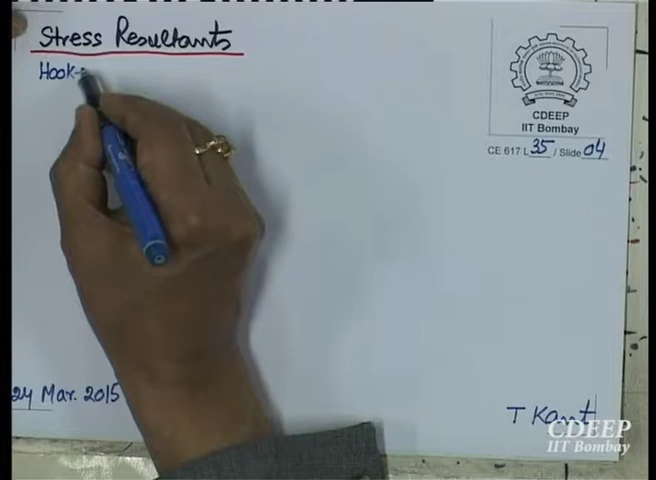 Stress Resultants
Hook
CDEEP
IIT Bombay
CE 617 L 35 / Slide 04
24 Mar. 2015
T Kant
CDEEP
IIT Bombay